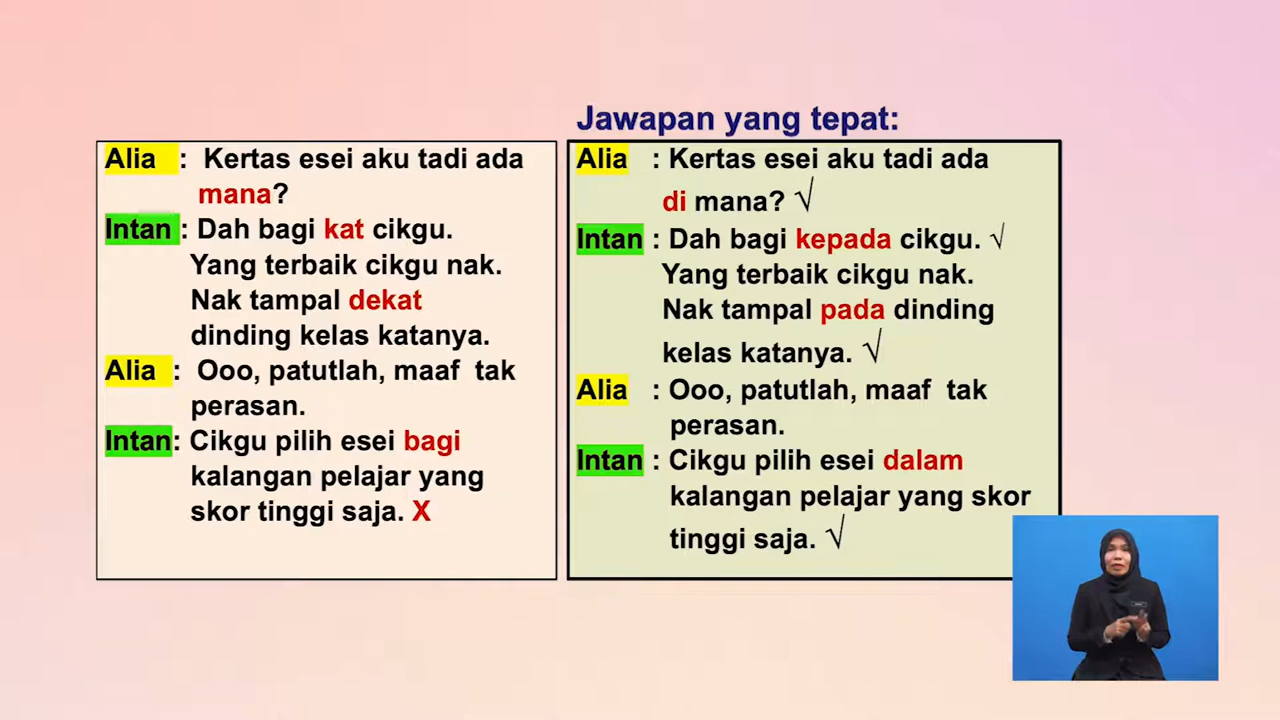 Jawapan yang tepat:
Alia : Kertas esei aku tadi ada
mana?
Intan : Dah bagi kat cikgu.
Yang terbaik cikgu nak.
Nak tampal dekat
dinding kelas katanya.
Alia : Ooo, patutlah, maaf tak
perasan.
Intan: Cikgu pilih esei bagi
kalangan pelajar yang
skor tinggi saja. X
Alia : Kertas esei aku tadi ada
di mana? √
Intan : Dah bagi kepada cikgu. √
Yang terbaik cikgu nak.
Nak tampal pada dinding
kelas katanya. √
Alia : Ooo, patutlah, maaf tak
perasan.
Intan : Cikgu pilih esei dalam
kalangan pelajar yang skor
tinggi saja. √